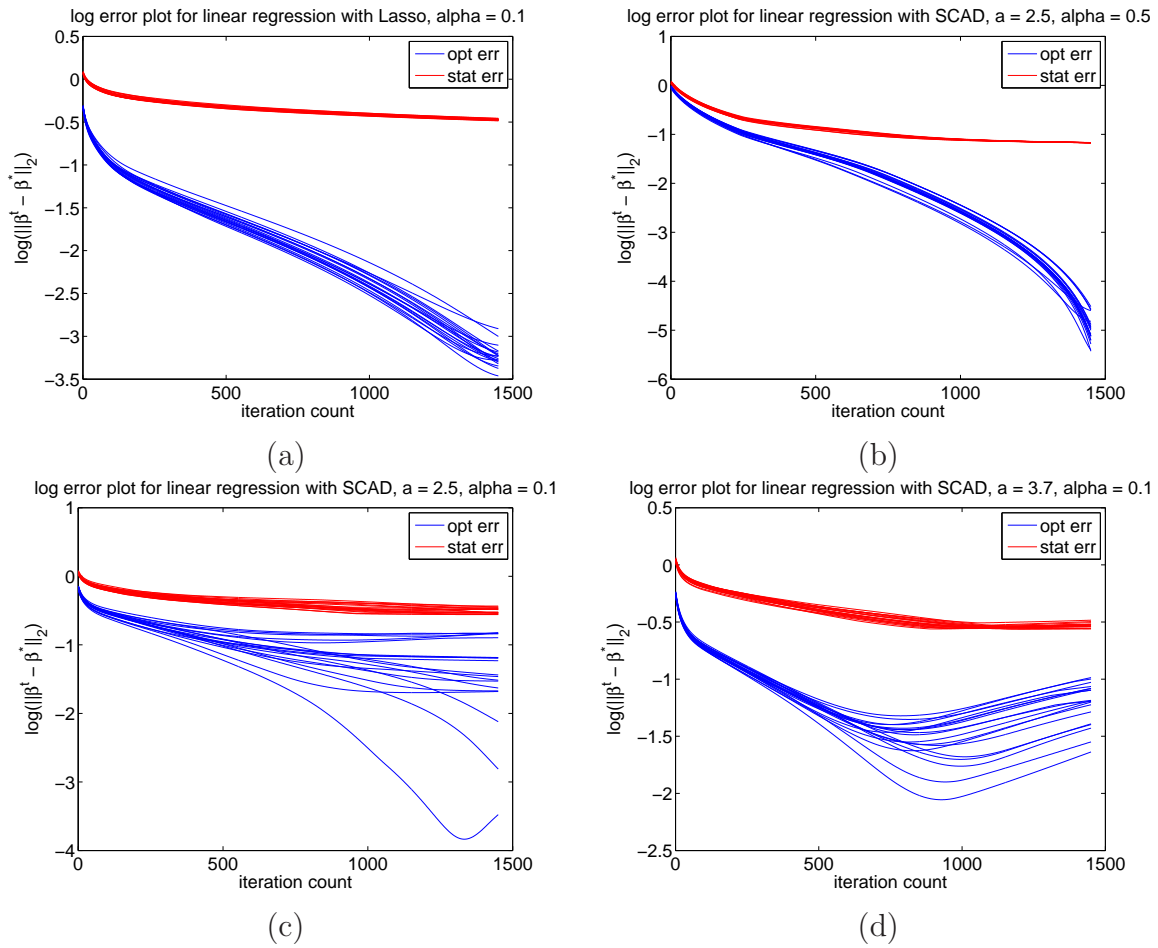 log error plot for linear regression with Lasso, alpha = 0.1
0.5
0
−0.5
−1
−1.5
−2
−2.5
−3
−3.5
0 500 1000 1500
log(||β^t − β^*||_2)
iteration count
opt err
stat err
(a)
log error plot for linear regression with SCAD, a = 2.5, alpha = 0.5
1
0
−1
−2
−3
−4
−5
−6
0 500 1000 1500
log(||β^t − β^*||_2)
iteration count
opt err
stat err
(b)
log error plot for linear regression with SCAD, a = 2.5, alpha = 0.1
1
0
−1
−2
−3
−4
0 500 1000 1500
log(||β^t − β^*||_2)
iteration count
opt err
stat err
(c)
log error plot for linear regression with SCAD, a = 3.7, alpha = 0.1
0.5
0
−0.5
−1
−1.5
−2
−2.5
0 500 1000 1500
log(||β^t − β^*||_2)
iteration count
opt err
stat err
(d)